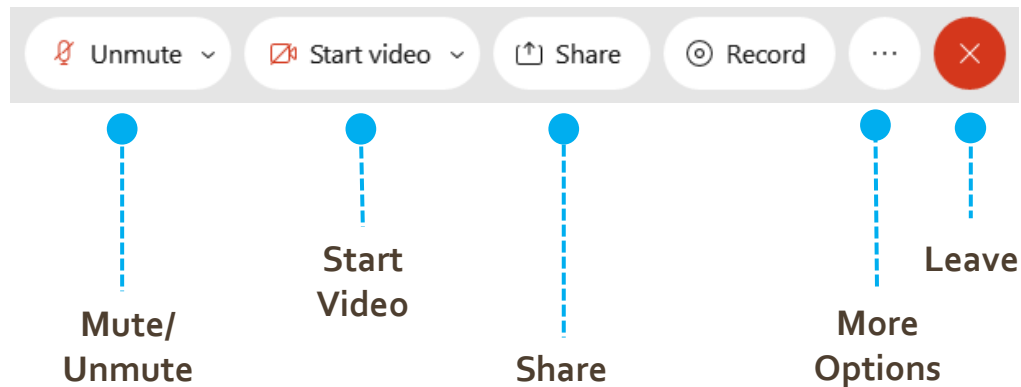 Unmute
Start video
Share
Record
...
Start
Video
Leave
Mute/
Unmute
Share
More
Options